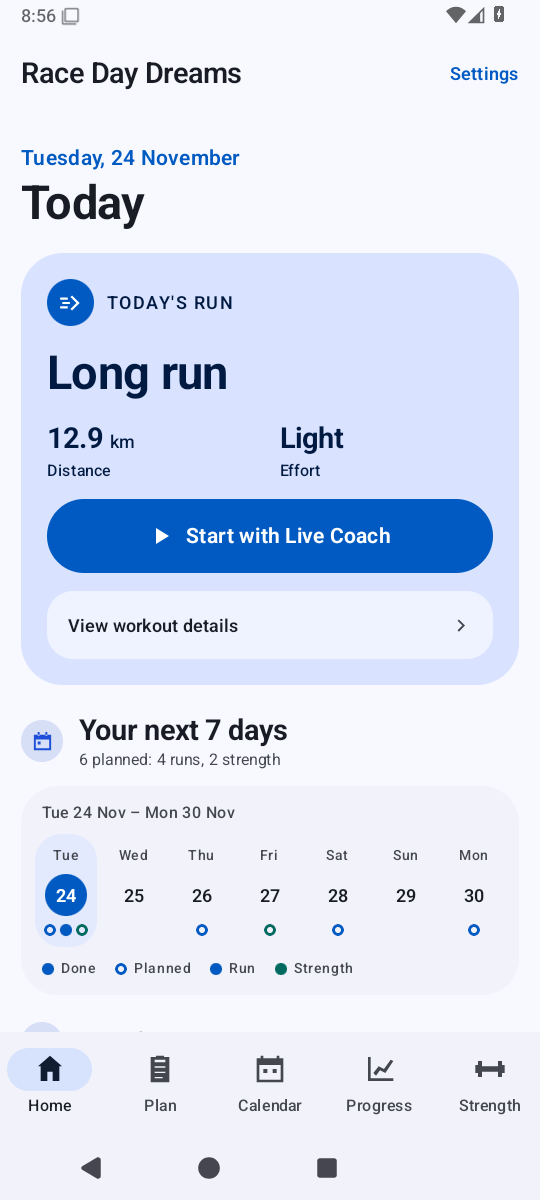 8:56
Race Day Dreams
Settings
Tuesday, 24 November
Today
TODAY'S RUN
Long run
12.9 km
Light
Distance
Effort
Start with Live Coach
View workout details
Your next 7 days
6 planned: 4 runs, 2 strength
Tue 24 Nov – Mon 30 Nov
Tue Wed Thu Fri Sat Sun Mon
24 25 26 27 28 29 30
Done Planned Run Strength
Home Plan Calendar Progress Strength